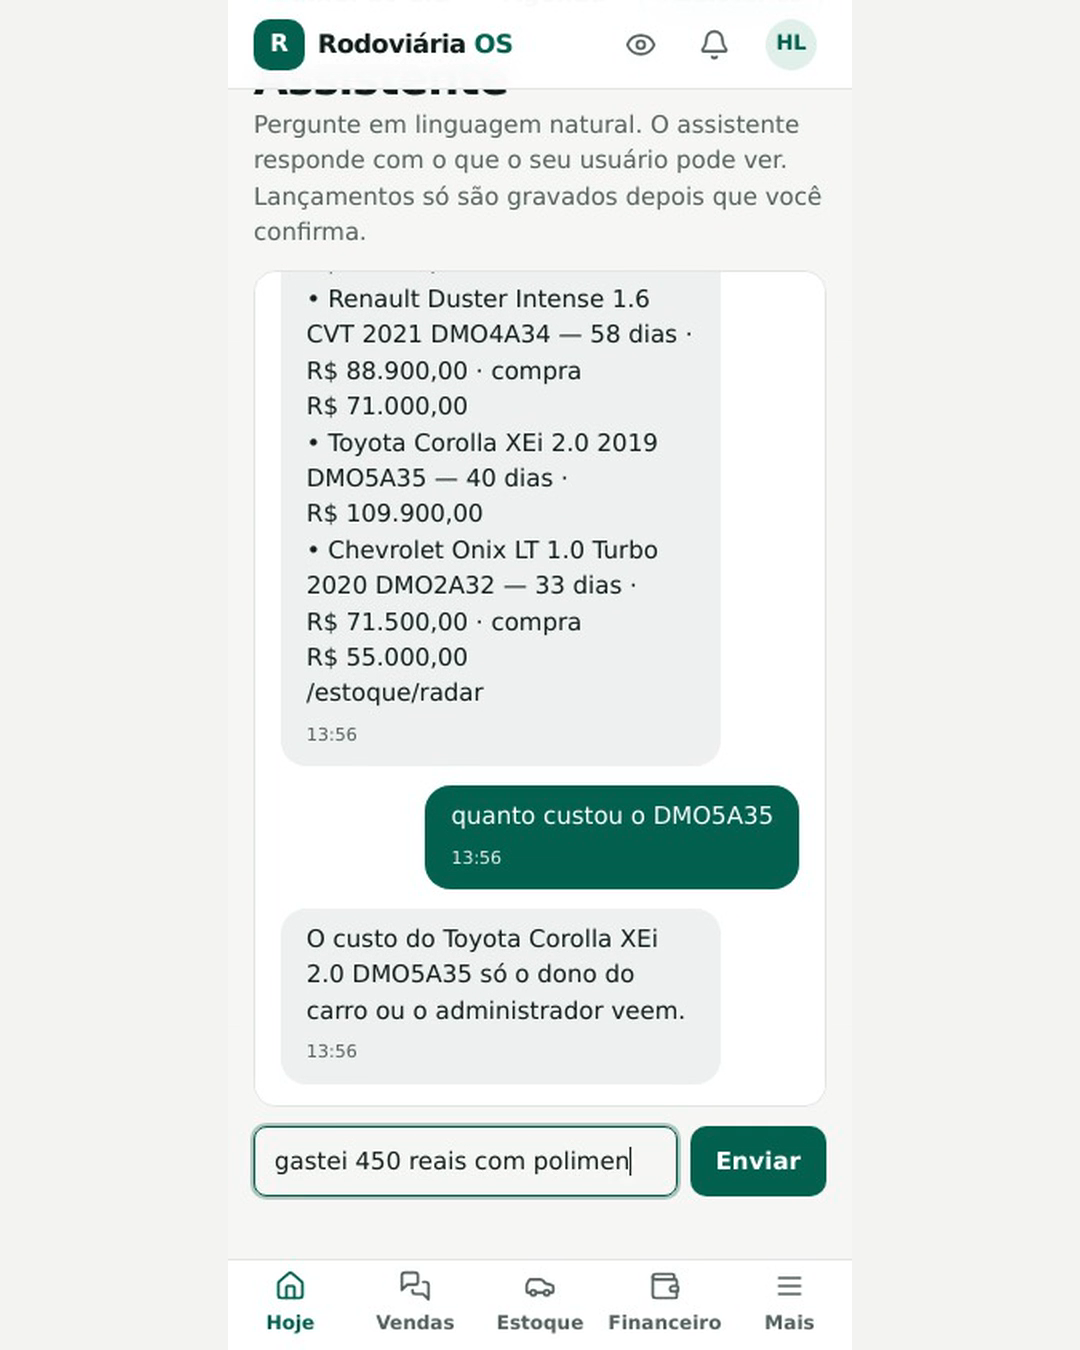 R Rodoviária OS HL
Assistente
Pergunte em linguagem natural. O assistente
responde com o que o seu usuário pode ver.
Lançamentos só são gravados depois que você
confirma.
• Renault Duster Intense 1.6
CVT 2021 DMO4A34 — 58 dias ·
R$ 88.900,00 · compra
R$ 71.000,00
• Toyota Corolla XEi 2.0 2019
DMO5A35 — 40 dias ·
R$ 109.900,00
• Chevrolet Onix LT 1.0 Turbo
2020 DMO2A32 — 33 dias ·
R$ 71.500,00 · compra
R$ 55.000,00
/estoque/radar
13:56
quanto custou o DMO5A35
13:56
O custo do Toyota Corolla XEi
2.0 DMO5A35 só o dono do
carro ou o administrador veem.
13:56
gastei 450 reais com polimen
Enviar
Hoje Vendas Estoque Financeiro Mais